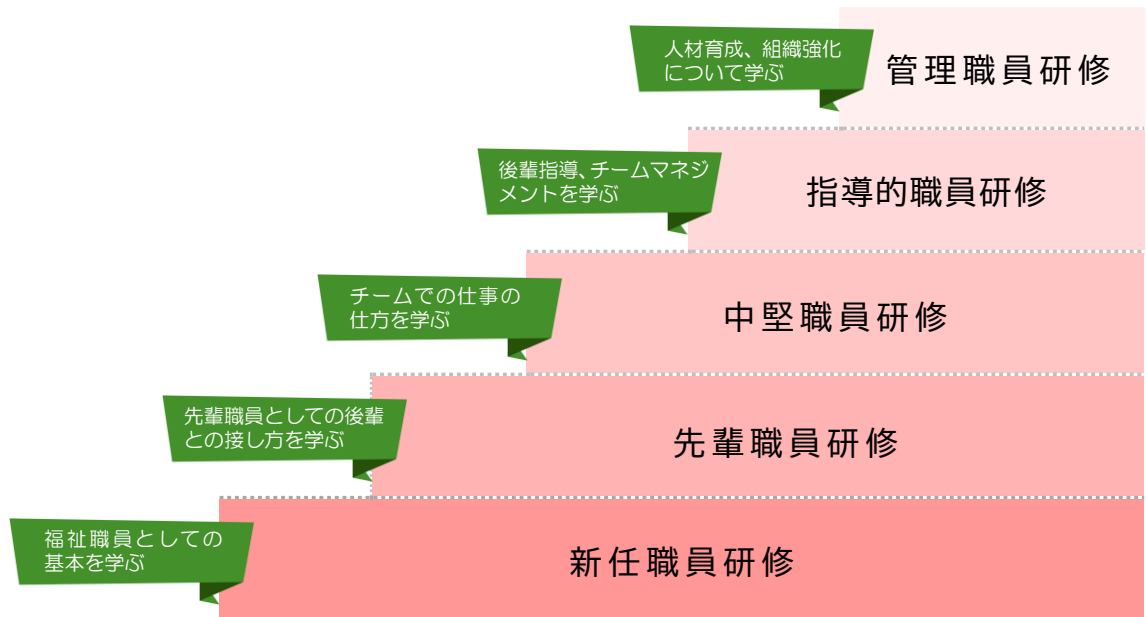 人材育成、組織強化
について学ぶ
管理職員研修
後輩指導、チームマネジ
メントを学ぶ
指導的職員研修
チームでの仕事の
仕方を学ぶ
中堅職員研修
先輩職員としての後輩
との接し方を学ぶ
先輩職員研修
福祉職員としての
基本を学ぶ
新任職員研修